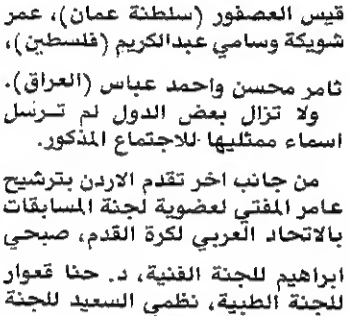 قيس العصفور (سلطنة عمان)، عمر
شويكة وسامي عبدالكريم (فلسطين)،
ثامر محسن واحمد عباس (العراق).
ولا تزال بعض الدول لم ترسل
اسماء ممثليها للاجتماع المذكور.
من جانب اخر تقدم الاردن بترشيح
عامر المفتي لعضوية لجنة المسابقات
بالاتحاد العربي لكرة القدم، صبحي
ابراهيم للجنة الفنية، د. حنا قعوار
للجنة الطبية، نظمي السعيد للجنة